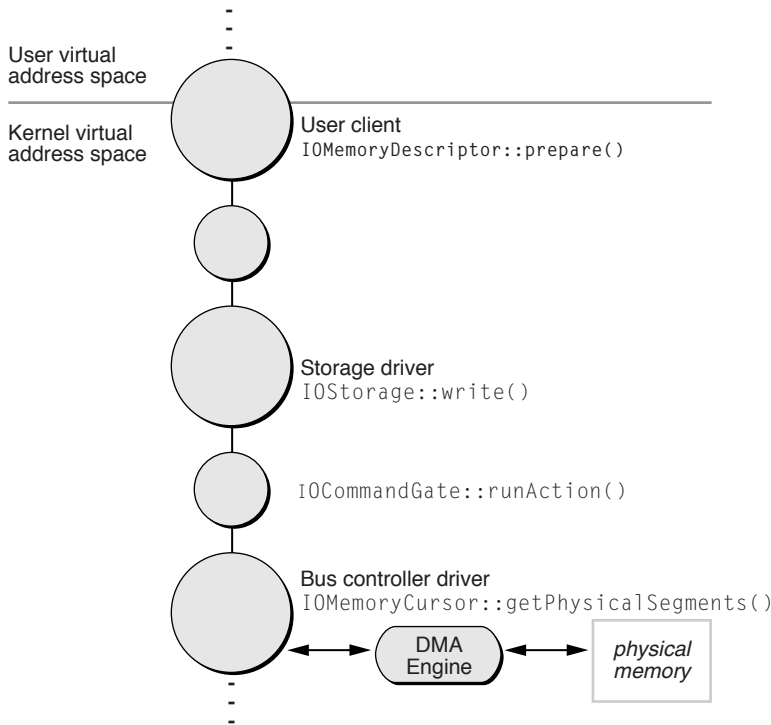 User virtual
address space
Kernel virtual
address space
User client
IOMemoryDescriptor::prepare()
Storage driver
IOStorage::write()
IOCommandGate::runAction()
Bus controller driver
IOMemoryCursor::getPhysicalSegments()
DMA
Engine
physical
memory